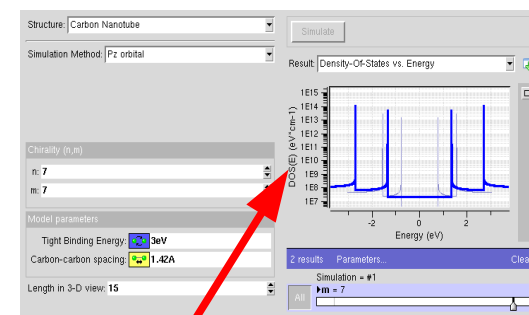 Structure: Carbon Nanotube
Simulation Method: Pz orbital
Chirality (n,m)
n: 7
m: 7
Model parameters
Tight Binding Energy: 3eV
Carbon-carbon spacing: 1.42A
Length in 3-D view: 15
Simulate
Result: Density-Of-States vs. Energy
DOS(E) (eV*cm-1)
1E15
1E14
1E13
1E12
1E11
1E10
1E9
1E8
1E7
-2 0 2
Energy (eV)
2 results Parameters... Clea
Simulation = #1
All
m = 7